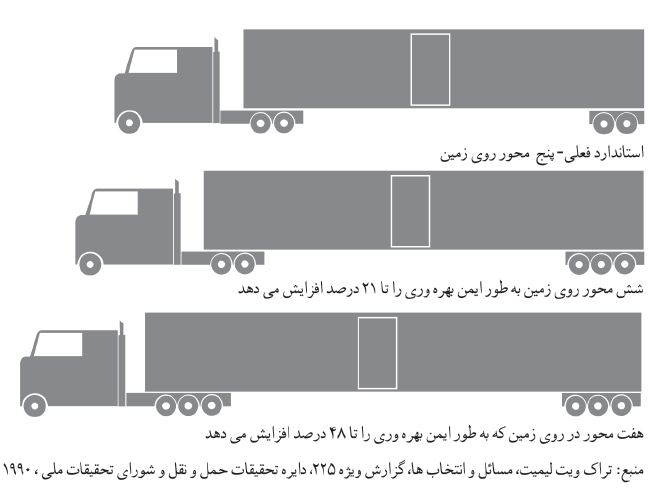 استاندارد فعلی- پنج محور روی زمین
شش محور روی زمین به طور ایمن بهره وری را تا ۲۱ درصد افزایش می دهد
هفت محور در روی زمین که به طور ایمن بهره وری را تا ۴۸ درصد افزایش می دهد
منبع: تراک ویت لیمیت، مسائل و انتخاب ها، گزارش ویژه ۲۲۵، دایره تحقیقات حمل و نقل و شورای تحقیقات ملی ، ۱۹۹۰